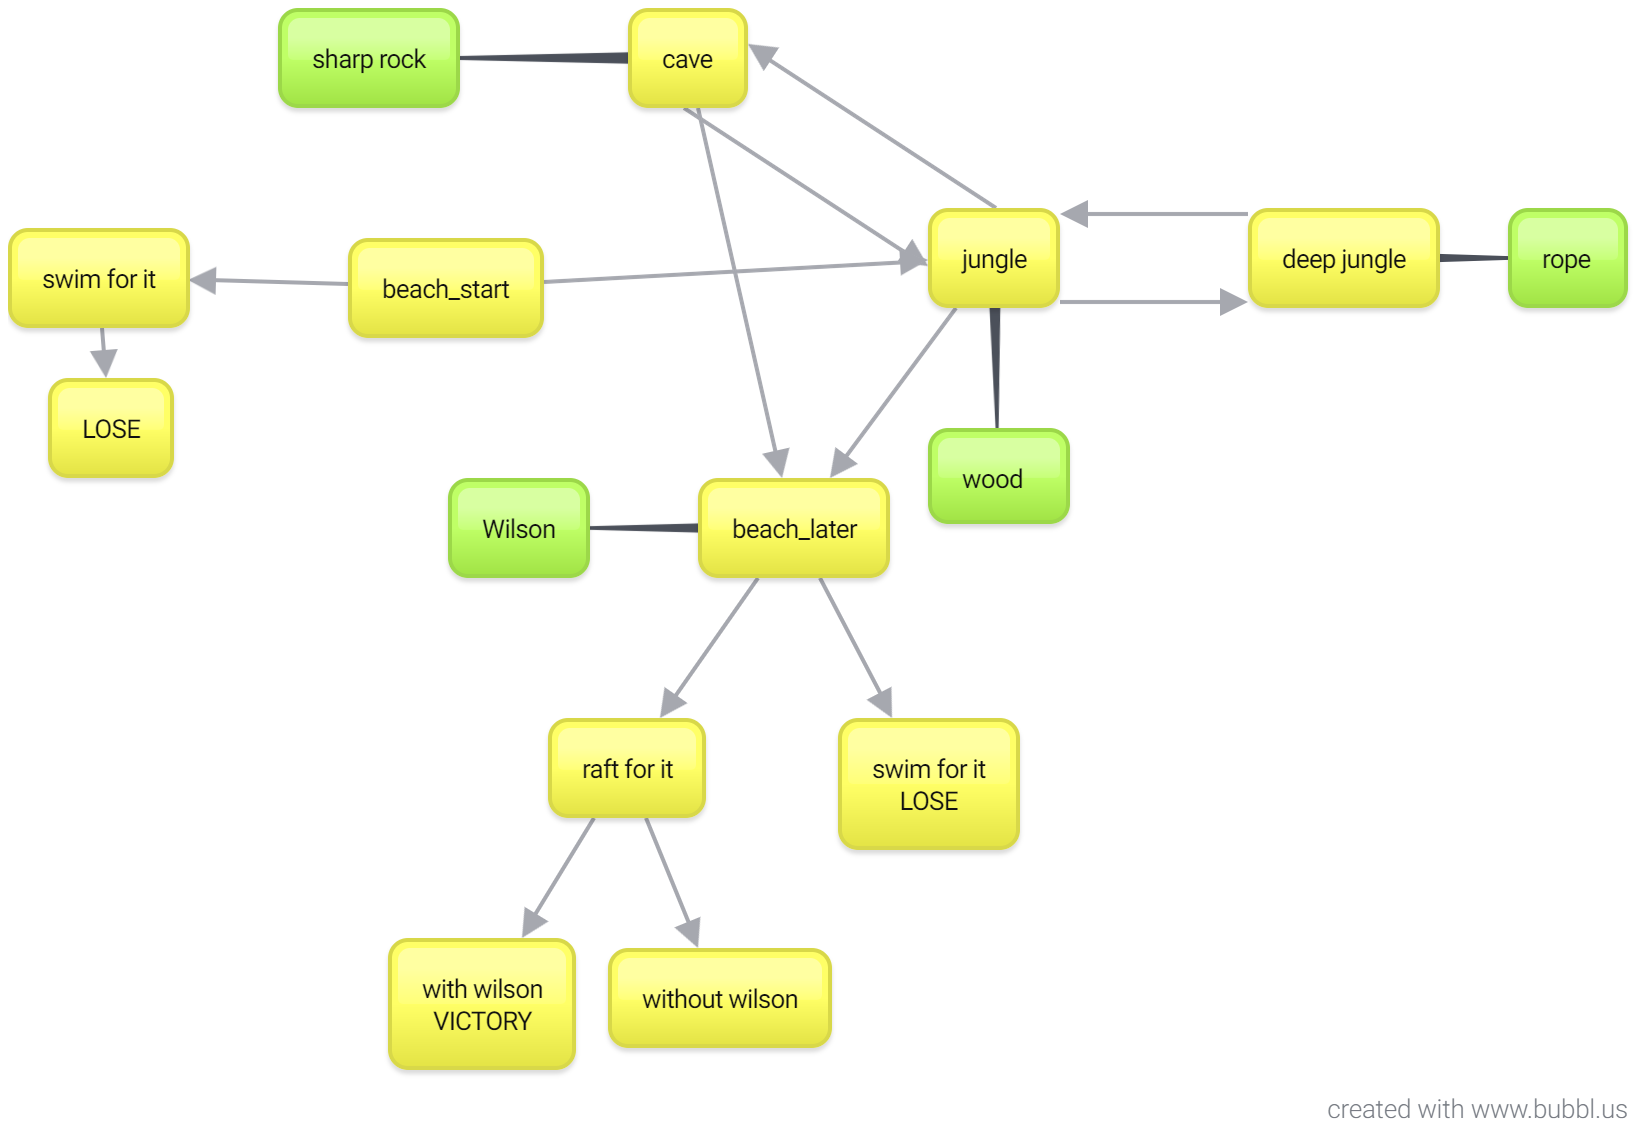 sharp rock
cave
swim for it
beach_start
jungle
deep jungle
rope
LOSE
wood
Wilson
beach_later
raft for it
swim for it
LOSE
with wilson
VICTORY
without wilson
created with www.bubbl.us